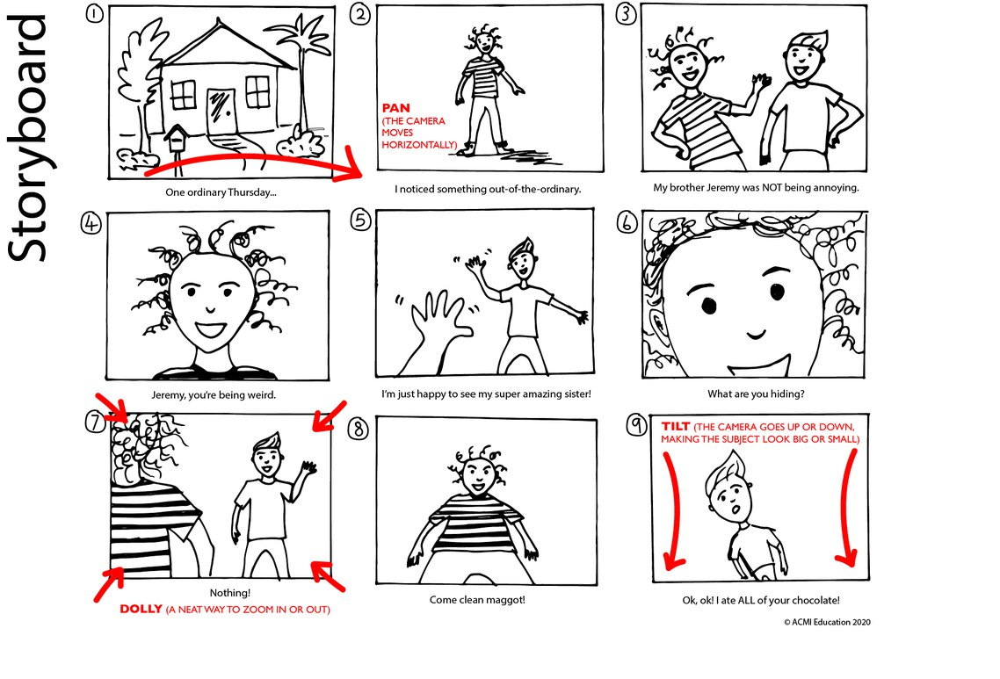 Storyboard
1
One ordinary Thursday...
2
PAN
(THE CAMERA
MOVES
HORIZONTALLY)
I noticed something out-of-the-ordinary.
3
My brother Jeremy was NOT being annoying.
4
Jeremy, you're being weird.
5
I'm just happy to see my super amazing sister!
6
What are you hiding?
7
Nothing!
DOLLY (A NEAT WAY TO ZOOM IN OR OUT)
8
Come clean maggot!
9
TILT (THE CAMERA GOES UP OR DOWN,
MAKING THE SUBJECT LOOK BIG OR SMALL)
Ok, ok! I ate ALL of your chocolate!
© ACMI Education 2020